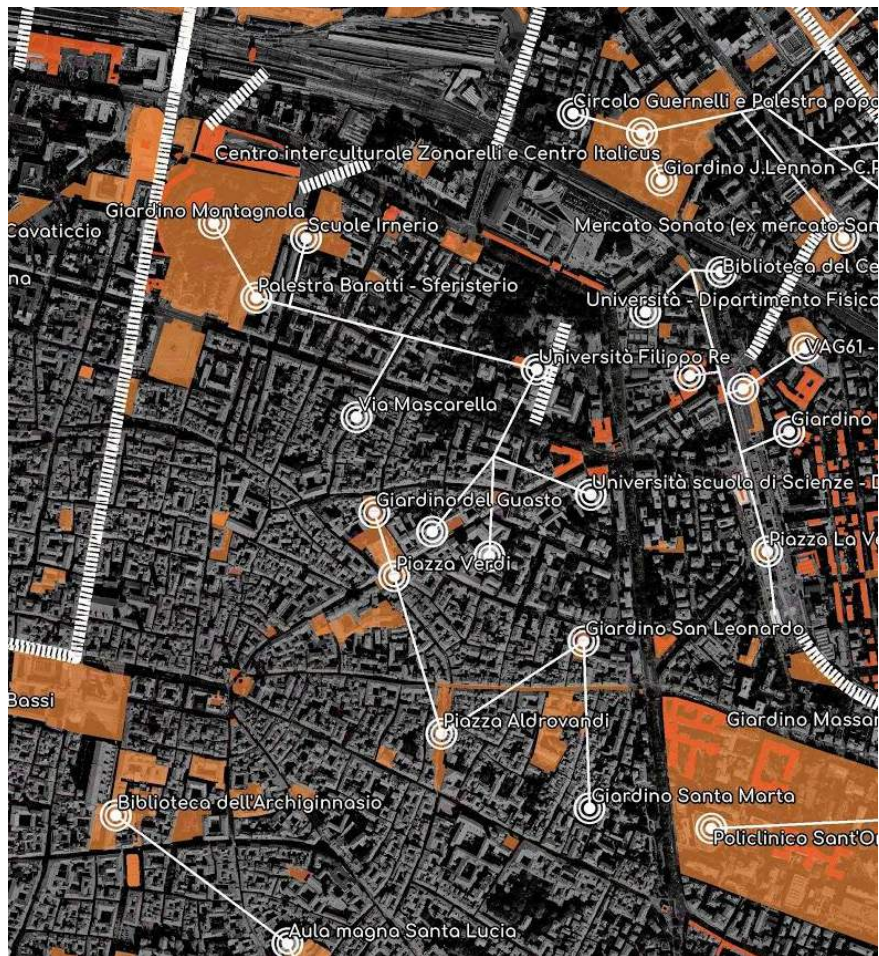 Circolo Guernelli e Palestra popo
Centro interculturale Zonarelli e Centro Italicus
Giardino J.Lennon - C.P
Giardino Montagnola
Scuole Irnerio
Mercato Sonato (ex mercato San
Cavaticcio
na
Biblioteca del Ce
Palestra Baratti - Sferisterio
Università - Dipartimento Fisica
Università Filippo Re
VAG61 -
Via Mascarella
Giardino
Università scuola di Scienze - D
Giardino del Guasto
Piazza Verdi
Piazza La Ve
Giardino San Leonardo
Bassi
Piazza Aldrovandi
Giardino Massar
Biblioteca dell'Archiginnasio
Giardino Santa Marta
Policlinico Sant'Or
Aula magna Santa Lucia